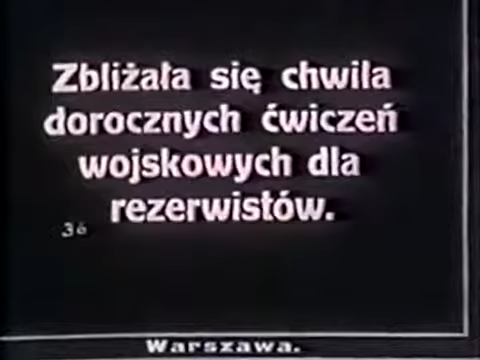 Zbliżała się chwila
dorocznych ćwiczeń
wojskowych dla
rezerwistów.
36
Warszawa.